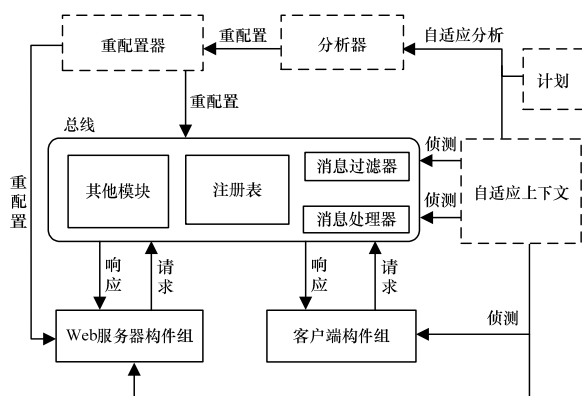 重配置器
重配置
分析器
自适应分析
计划
重配置
总线
其他模块
注册表
消息过滤器
消息处理器
侦测
侦测
自适应上下文
重配置
响应
请求
响应
请求
Web服务器构件组
客户端构件组
侦测